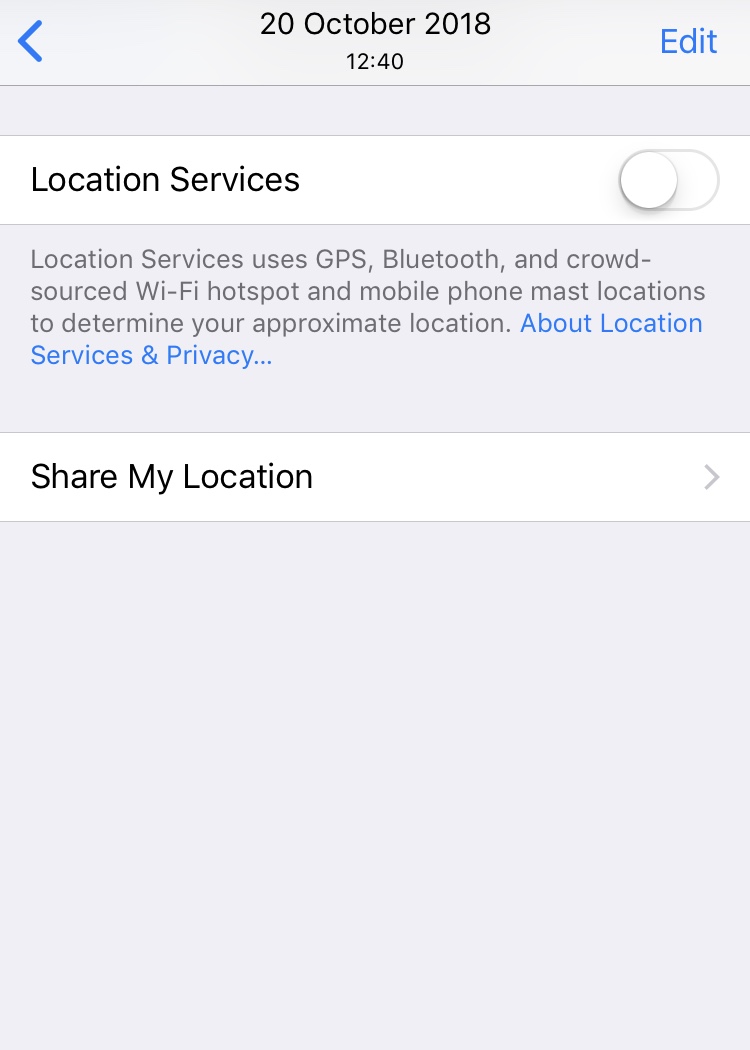 20 October 2018
12:40
Edit
Location Services
Location Services uses GPS, Bluetooth, and crowd-
sourced Wi-Fi hotspot and mobile phone mast locations
to determine your approximate location. About Location
Services & Privacy...
Share My Location